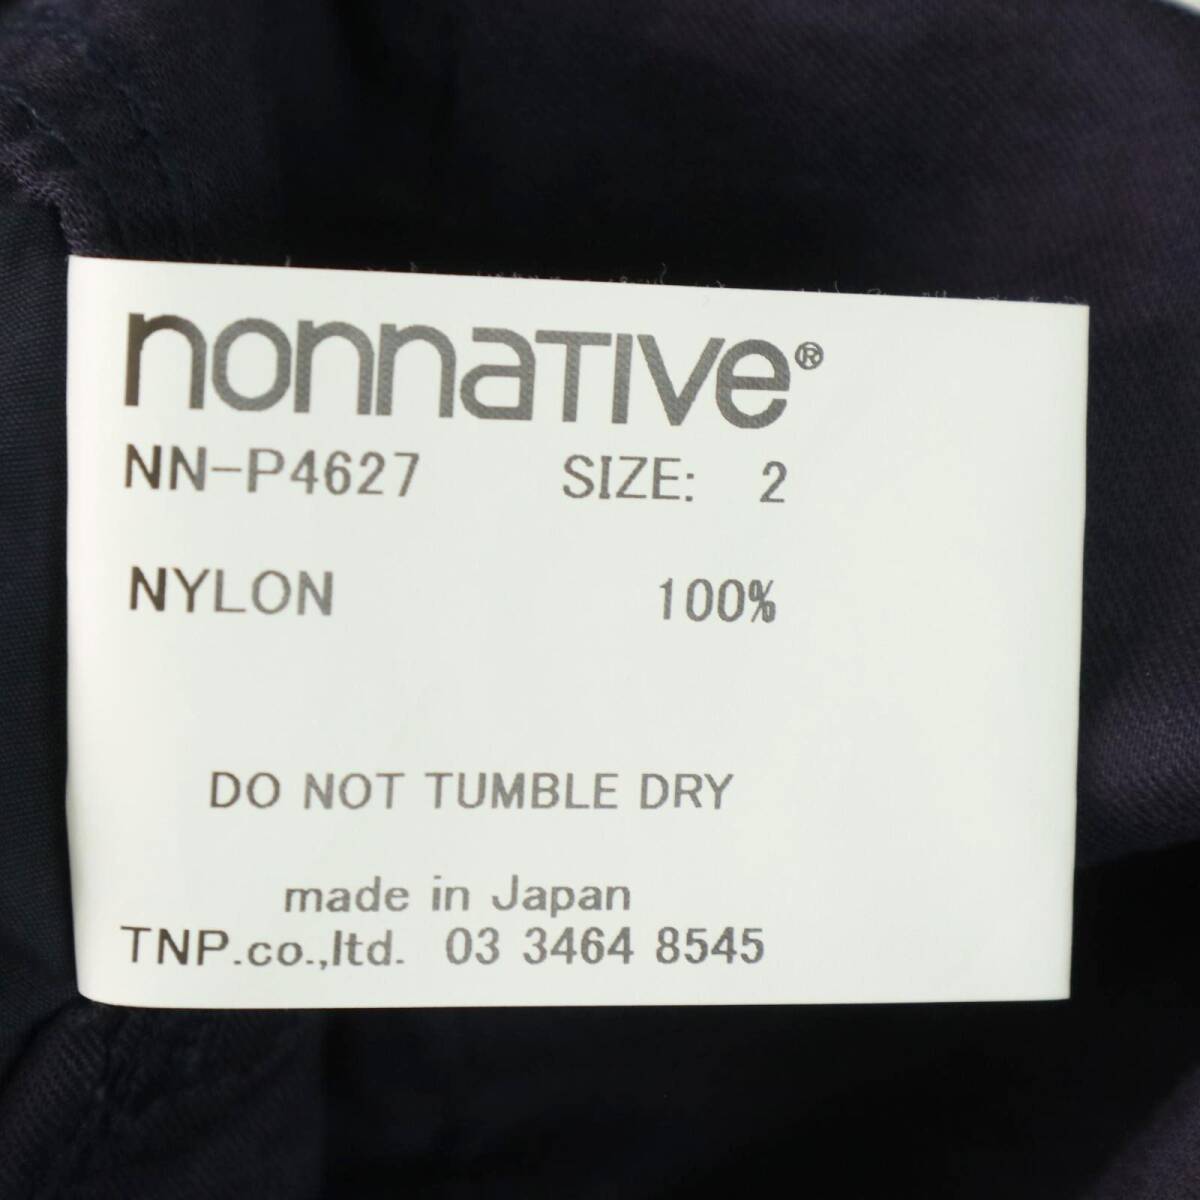 nonnative®
NN-P4627 SIZE: 2
NYLON 100%
DO NOT TUMBLE DRY
made in Japan
TNP.co.,ltd. 03 3464 8545